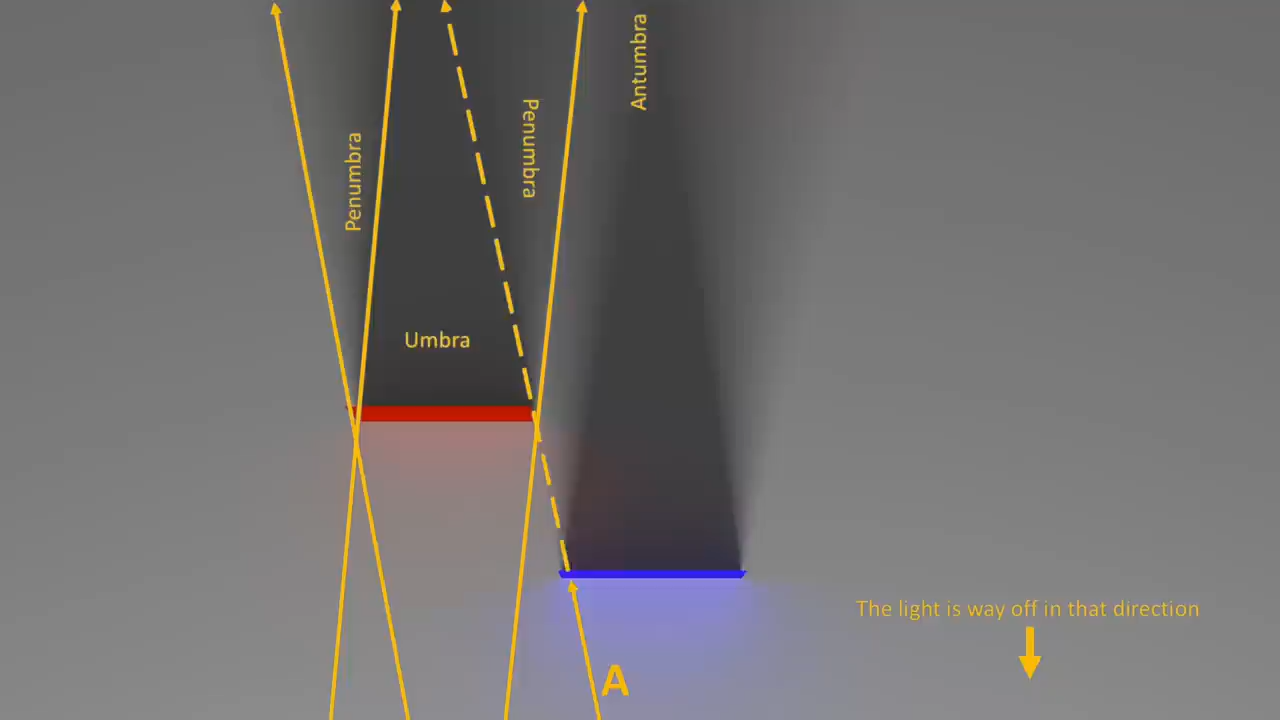 Antumbra
Penumbra
Penumbra
Umbra
The light is way off in that direction
A